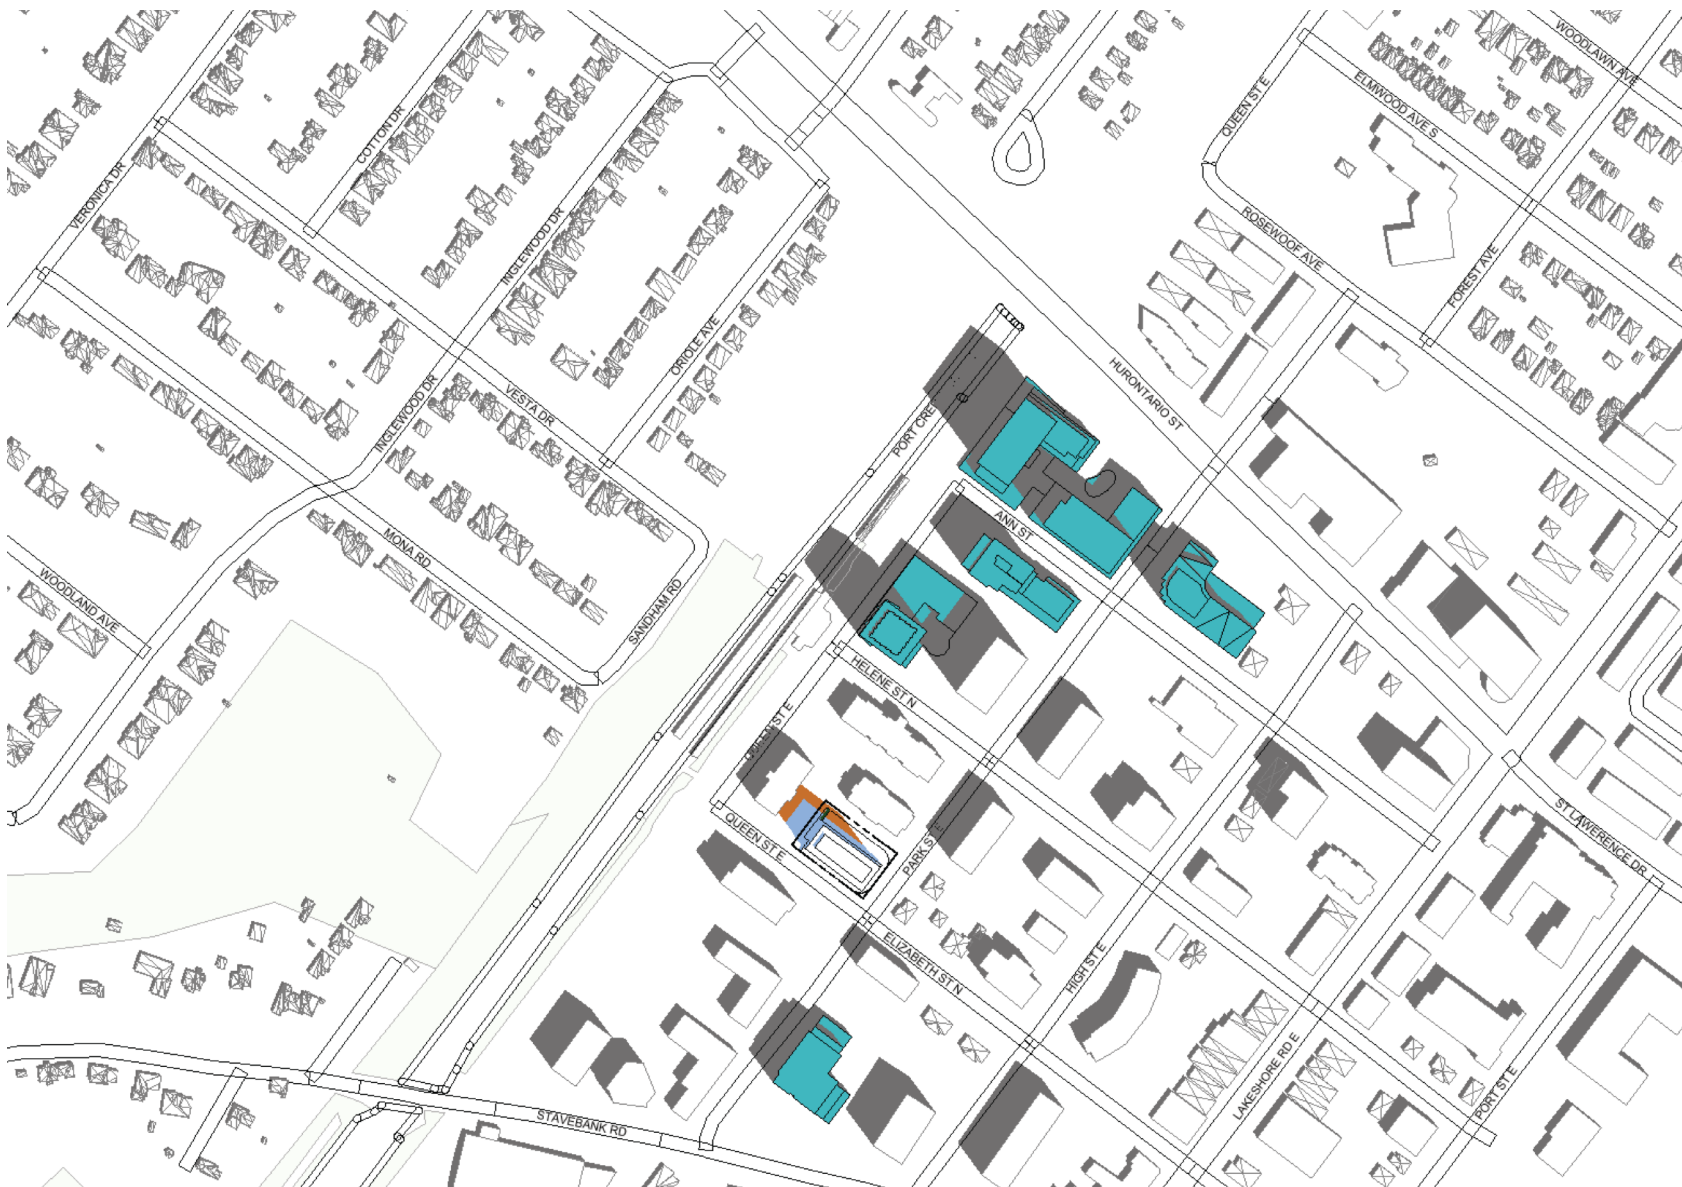 WOODLAWN AVE
ELMWOOD AVE S
QUEEN ST E
COTTON DR
VERONICA DR
INGLEWOOD DR
ROSEWOOF AVE
FOREST AVE
ORIOLE AVE
HURONTARIO ST
VESTA DR
INGLEWOOD DR
PORT CRE
ANN ST
MONA RD
WOODLAND AVE
SANDHAM RD
HELENE ST N
QUEEN ST E
QUEEN ST E
PARK ST E
ST LAWERENCE DR
ELIZABETH ST N
HIGH ST E
LAKESHORE RD E
PORT ST E
STAVEBANK RD